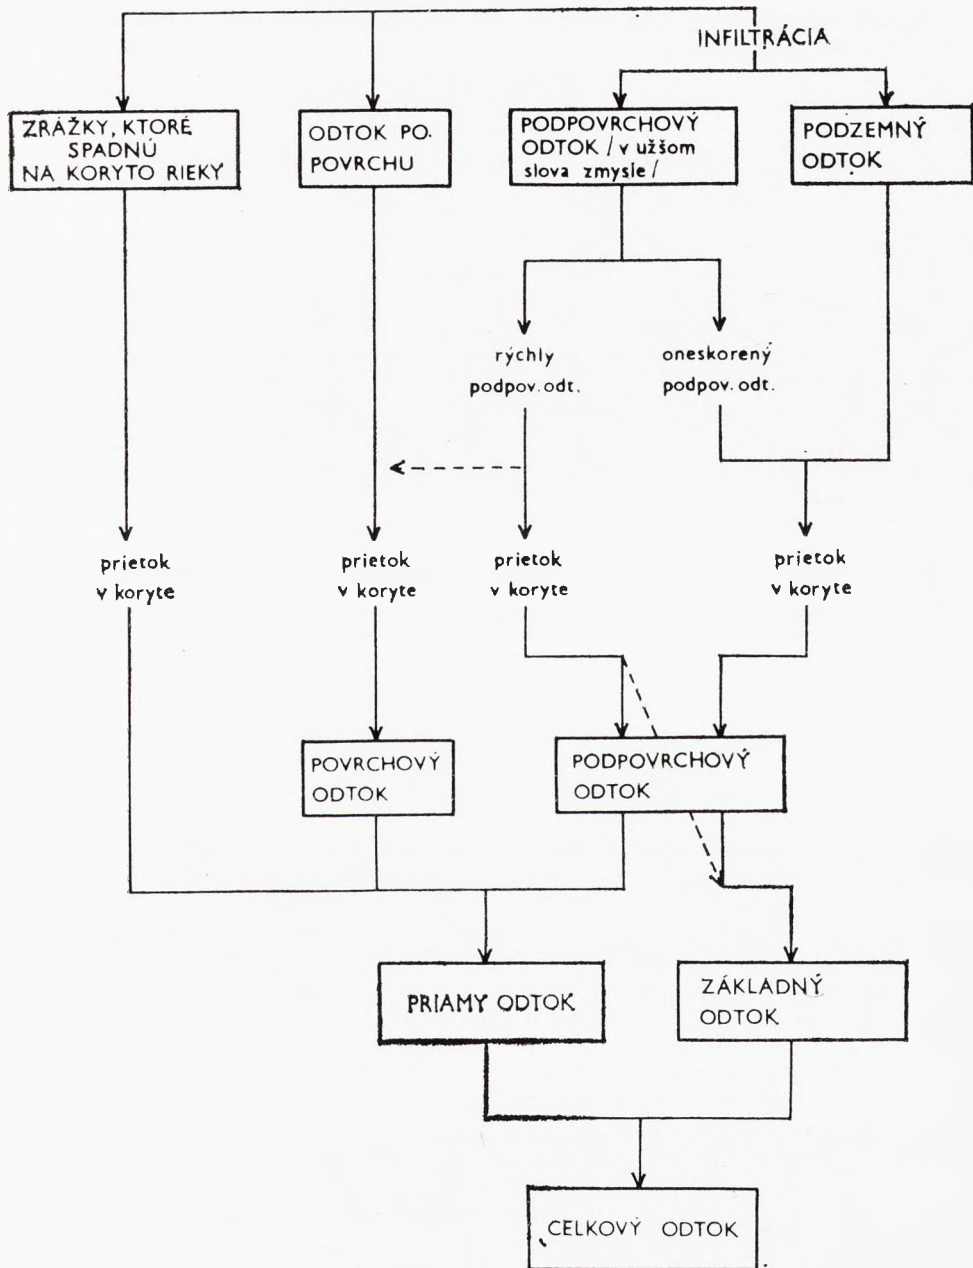 INFILTRÁCIA
ZRÁŽKY, KTORÉ
SPADNÚ
NA KORYTO RIEKY
ODTOK PO.
POVRCHU
PODPOVRCHOVÝ
ODTOK / v užšom
slova zmysle /
PODZEMNÝ
ODTOK
rýchly
podpov.odt.
oneskorený
podpov.odt.
prietok
v koryte
prietok
v koryte
prietok
v koryte
prietok
v koryte
POVRCHOVÝ
ODTOK
PODPOVRCHOVÝ
ODTOK
PRIAMY ODTOK
ZÁKLADNÝ
ODTOK
CELKOVÝ ODTOK